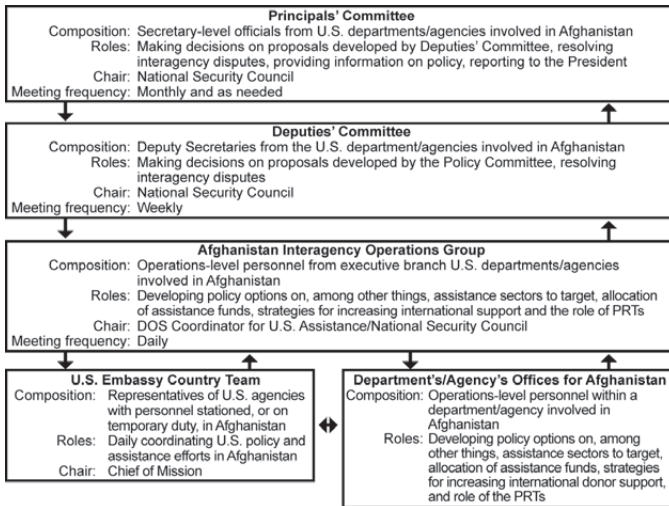 Principals' Committee
Composition: Secretary-level officials from U.S. departments/agencies involved in Afghanistan
Roles: Making decisions on proposals developed by Deputies' Committee, resolving
interagency disputes, providing information on policy, reporting to the President
Chair: National Security Council
Meeting frequency: Monthly and as needed
Deputies' Committee
Composition: Deputy Secretaries from the U.S. department/agencies involved in Afghanistan
Roles: Making decisions on proposals developed by the Policy Committee, resolving
interagency disputes
Chair: National Security Council
Meeting frequency: Weekly
Afghanistan Interagency Operations Group
Composition: Operations-level personnel from executive branch U.S. departments/agencies
involved in Afghanistan
Roles: Developing policy options on, among other things, assistance sectors to target, allocation
of assistance funds, strategies for increasing international support and the role of PRTs
Chair: DOS Coordinator for U.S. Assistance/National Security Council
Meeting frequency: Daily
U.S. Embassy Country Team
Composition: Representatives of U.S. agencies
with personnel stationed, or on
temporary duty, in Afghanistan
Roles: Daily coordinating U.S. policy and
assistance efforts in Afghanistan
Chair: Chief of Mission
Department's/Agency's Offices for Afghanistan
Composition: Operations-level personnel within a
department/agency involved in
Afghanistan
Roles: Developing policy options on, among
other things, assistance sectors to target,
allocation of assistance funds, strategies
for increasing international donor support,
and role of the PRTs